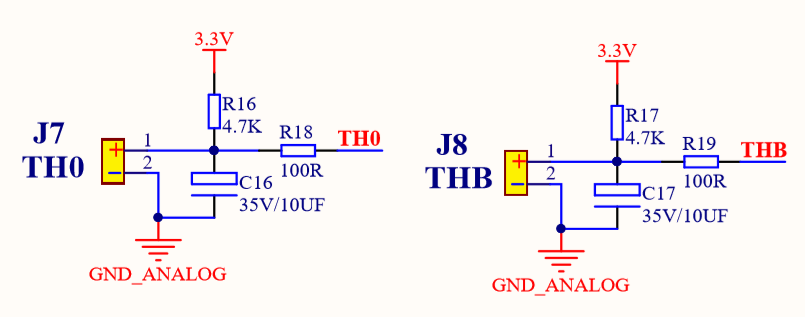 3.3V
R16
4.7K
J7
TH0
1
2
+
R18
100R
TH0
C16
35V/10UF
GND_ANALOG
3.3V
R17
4.7K
J8
THB
1
2
+
R19
100R
THB
C17
35V/10UF
GND_ANALOG